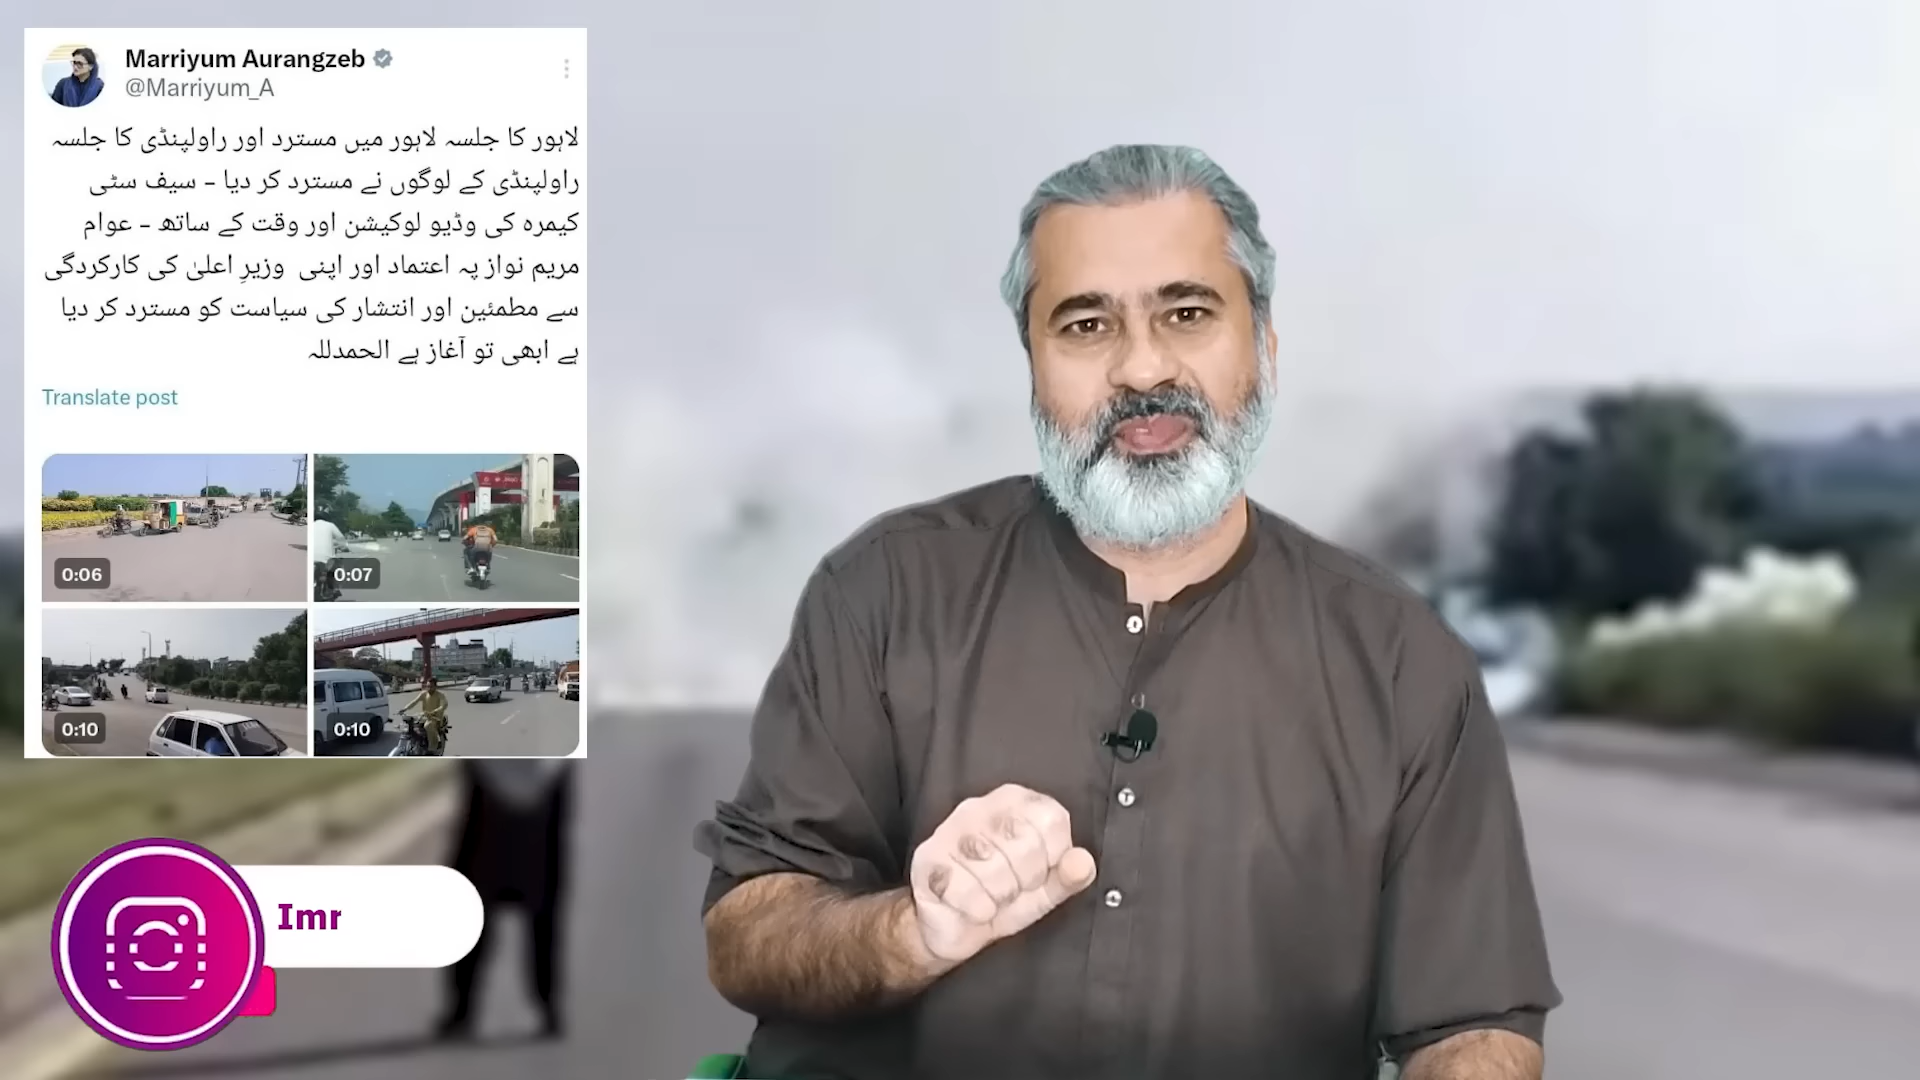 Marriyum Aurangzeb
@Marriyum_A
لاہور کا جلسہ لاہور میں مسترد اور راولپنڈی کا جلسہ
راولپنڈی کے لوگوں نے مسترد کر دیا - سیف سٹی
کیمرہ کی وڈیو لوکیشن اور وقت کے ساتھ - عوام
مریم نواز پہ اعتماد اور اپنی وزیرِ اعلیٰ کی کارکردگی
سے مطمئین اور انتشار کی سیاست کو مسترد کر دیا
ہے ابھی تو آغاز ہے الحمدللہ
Translate post
0:06
0:07
0:10
0:10
Imr